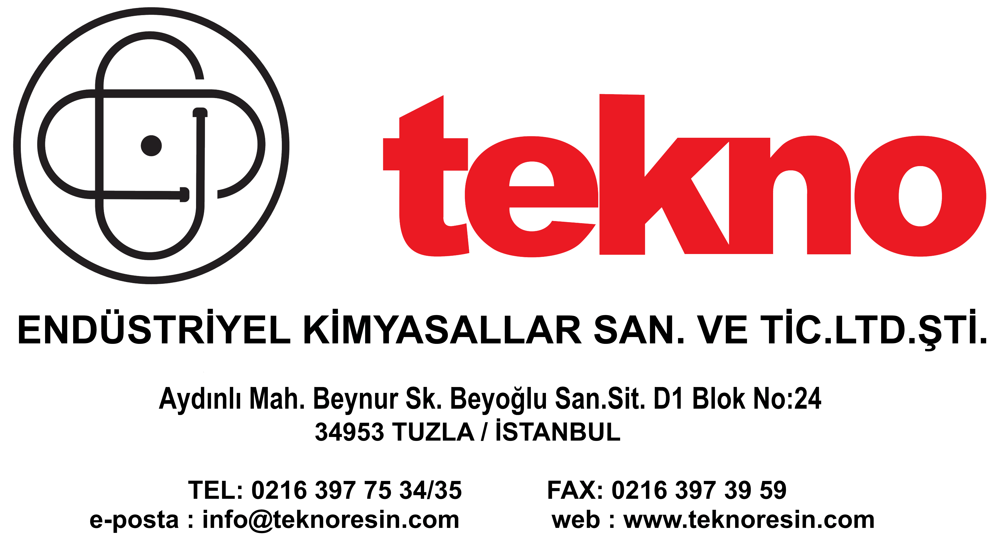 tekno
ENDÜSTRİYEL KİMYASALLAR SAN. VE TİC.LTD.ŞTİ.
Aydınlı Mah. Beynur Sk. Beyoğlu San.Sit. D1 Blok No:24
34953 TUZLA / İSTANBUL
TEL: 0216 397 75 34/35 FAX: 0216 397 39 59
e-posta : info@teknoresin.com web : www.teknoresin.com